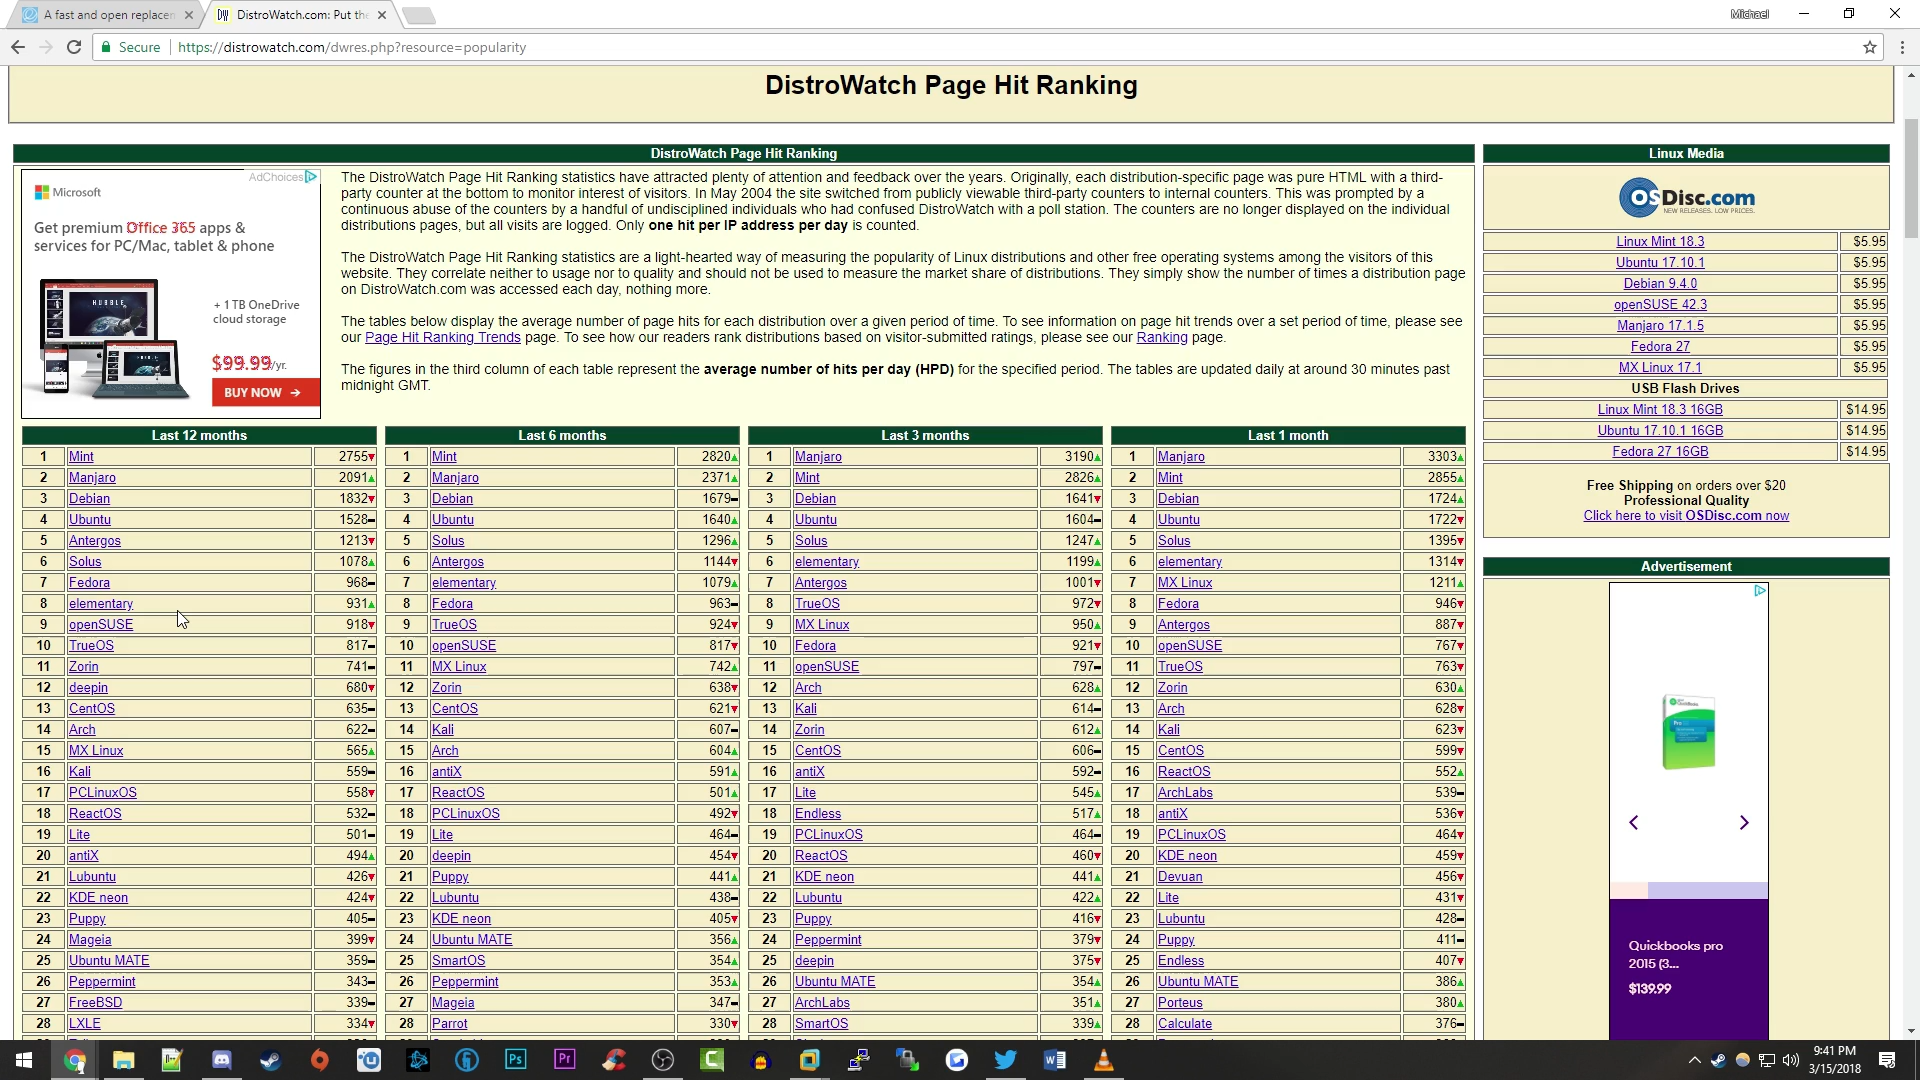 A fast and open replacen
DistroWatch.com: Put the
Michael
Secure
https://distrowatch.com/dwres.php?resource=popularity
DistroWatch Page Hit Ranking
DistroWatch Page Hit Ranking
AdChoices
Microsoft
Get premium Office 365 apps &
services for PC/Mac, tablet & phone
HUBBLE
+ 1 TB OneDrive
cloud storage
$99.99/yr.
BUY NOW →
The DistroWatch Page Hit Ranking statistics have attracted plenty of attention and feedback over the years. Originally, each distribution-specific page was pure HTML with a third-
party counter at the bottom to monitor interest of visitors. In May 2004 the site switched from publicly viewable third-party counters to internal counters. This was prompted by a
continuous abuse of the counters by a handful of undisciplined individuals who had confused DistroWatch with a poll station. The counters are no longer displayed on the individual
distributions pages, but all visits are logged. Only one hit per IP address per day is counted.
The DistroWatch Page Hit Ranking statistics are a light-hearted way of measuring the popularity of Linux distributions and other free operating systems among the visitors of this
website. They correlate neither to usage nor to quality and should not be used to measure the market share of distributions. They simply show the number of times a distribution page
on DistroWatch.com was accessed each day, nothing more.
The tables below display the average number of page hits for each distribution over a given period of time. To see information on page hit trends over a set period of time, please see
our Page Hit Ranking Trends page. To see how our readers rank distributions based on visitor-submitted ratings, please see our Ranking page.
The figures in the third column of each table represent the average number of hits per day (HPD) for the specified period. The tables are updated daily at around 30 minutes past
midnight GMT.
Last 12 months
1 Mint 2755
2 Manjaro 2091
3 Debian 1832
4 Ubuntu 1528
5 Antergos 1213
6 Solus 1078
7 Fedora 968
8 elementary 931
9 openSUSE 918
10 TrueOS 817
11 Zorin 741
12 deepin 680
13 CentOS 635
14 Arch 622
15 MX Linux 565
16 Kali 559
17 PCLinuxOS 558
18 ReactOS 532
19 Lite 501
20 antiX 494
21 Lubuntu 426
22 KDE neon 424
23 Puppy 405
24 Mageia 399
25 Ubuntu MATE 359
26 Peppermint 343
27 FreeBSD 339
28 LXLE 334
Last 6 months
1 Mint 2820
2 Manjaro 2371
3 Debian 1679
4 Ubuntu 1640
5 Solus 1296
6 Antergos 1144
7 elementary 1079
8 Fedora 963
9 TrueOS 924
10 openSUSE 817
11 MX Linux 742
12 Zorin 638
13 CentOS 621
14 Kali 607
15 Arch 604
16 antiX 591
17 ReactOS 501
18 PCLinuxOS 492
19 Lite 464
20 deepin 454
21 Puppy 441
22 Lubuntu 438
23 KDE neon 405
24 Ubuntu MATE 356
25 SmartOS 354
26 Peppermint 353
27 Mageia 347
28 Parrot 330
Last 3 months
1 Manjaro 3190
2 Mint 2826
3 Debian 1641
4 Ubuntu 1604
5 Solus 1247
6 elementary 1199
7 Antergos 1001
8 TrueOS 972
9 MX Linux 950
10 Fedora 921
11 openSUSE 797
12 Arch 628
13 Kali 614
14 Zorin 612
15 CentOS 606
16 antiX 592
17 Lite 545
18 Endless 517
19 PCLinuxOS 464
20 ReactOS 460
21 KDE neon 441
22 Lubuntu 422
23 Puppy 416
24 Peppermint 379
25 deepin 375
26 Ubuntu MATE 354
27 ArchLabs 351
28 SmartOS 339
Last 1 month
1 Manjaro 3303
2 Mint 2855
3 Debian 1724
4 Ubuntu 1722
5 Solus 1395
6 elementary 1314
7 MX Linux 1211
8 Fedora 946
9 Antergos 887
10 openSUSE 767
11 TrueOS 763
12 Zorin 630
13 Arch 628
14 Kali 623
15 CentOS 599
16 ReactOS 552
17 ArchLabs 539
18 antiX 536
19 PCLinuxOS 464
20 KDE neon 459
21 Devuan 456
22 Lite 431
23 Lubuntu 428
24 Puppy 411
25 Endless 407
26 Ubuntu MATE 386
27 Porteus 380
28 Calculate 376
Linux Media
OSDisc.com
NEW RELEASES. LOW PRICES.
Linux Mint 18.3 $5.95
Ubuntu 17.10.1 $5.95
Debian 9.4.0 $5.95
openSUSE 42.3 $5.95
Manjaro 17.1.5 $5.95
Fedora 27 $5.95
MX Linux 17.1 $5.95
USB Flash Drives
Linux Mint 18.3 16GB $14.95
Ubuntu 17.10.1 16GB $14.95
Fedora 27 16GB $14.95
Free Shipping on orders over $20
Professional Quality
Click here to visit OSDisc.com now
Advertisement
Quickbooks pro
2015 (3...
$139.99
9:41 PM
3/15/2018